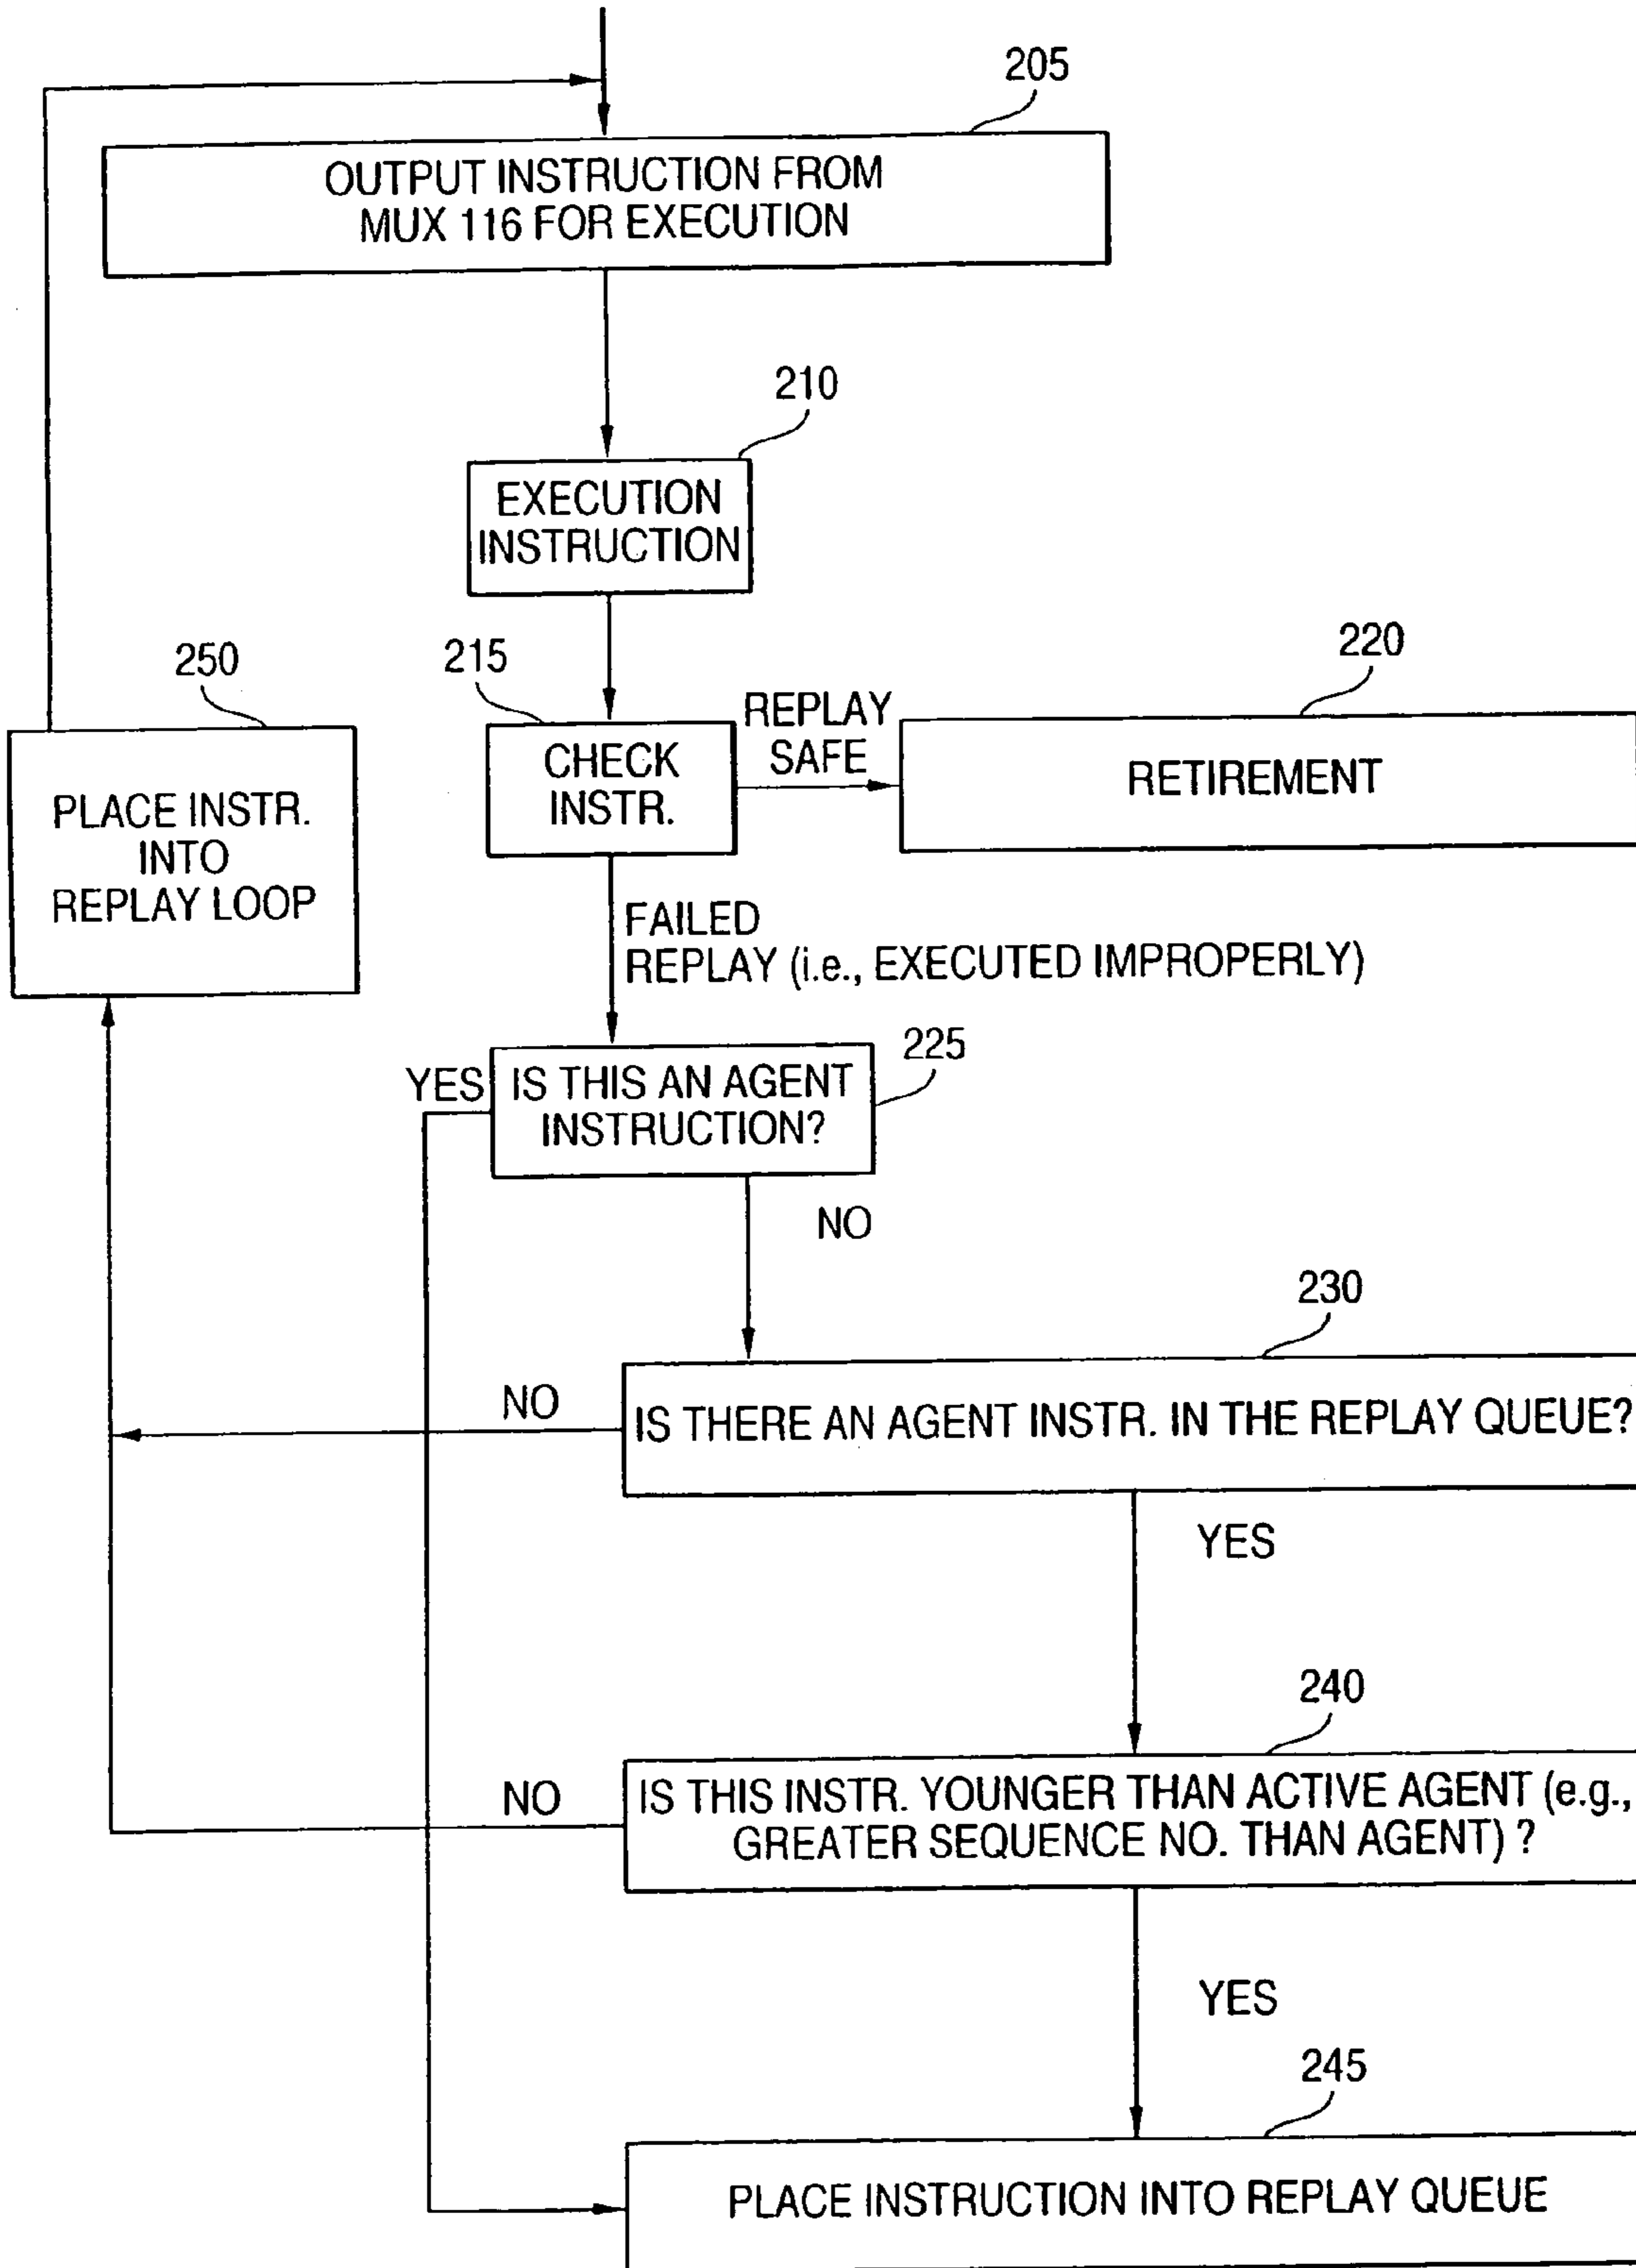 205
OUTPUT INSTRUCTION FROM
MUX 116 FOR EXECUTION
210
EXECUTION
INSTRUCTION
250
215
220
PLACE INSTR.
INTO
REPLAY LOOP
CHECK
INSTR.
REPLAY
SAFE
RETIREMENT
FAILED
REPLAY (i.e., EXECUTED IMPROPERLY)
225
YES
IS THIS AN AGENT
INSTRUCTION?
NO
230
NO
IS THERE AN AGENT INSTR. IN THE REPLAY QUEUE?
YES
240
NO
IS THIS INSTR. YOUNGER THAN ACTIVE AGENT (e.g.,
GREATER SEQUENCE NO. THAN AGENT) ?
YES
245
PLACE INSTRUCTION INTO REPLAY QUEUE